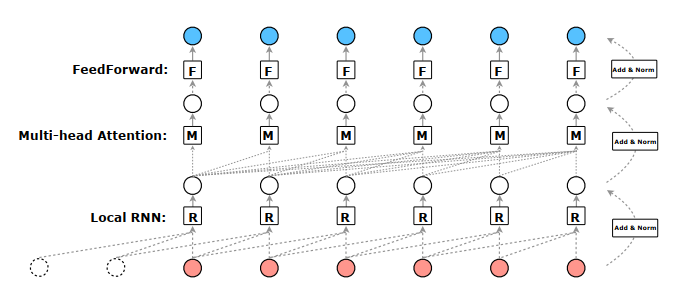 FeedForward: F F F F F F Add & Norm
Multi-head Attention: M M M M M M Add & Norm
Local RNN: R R R R R R Add & Norm